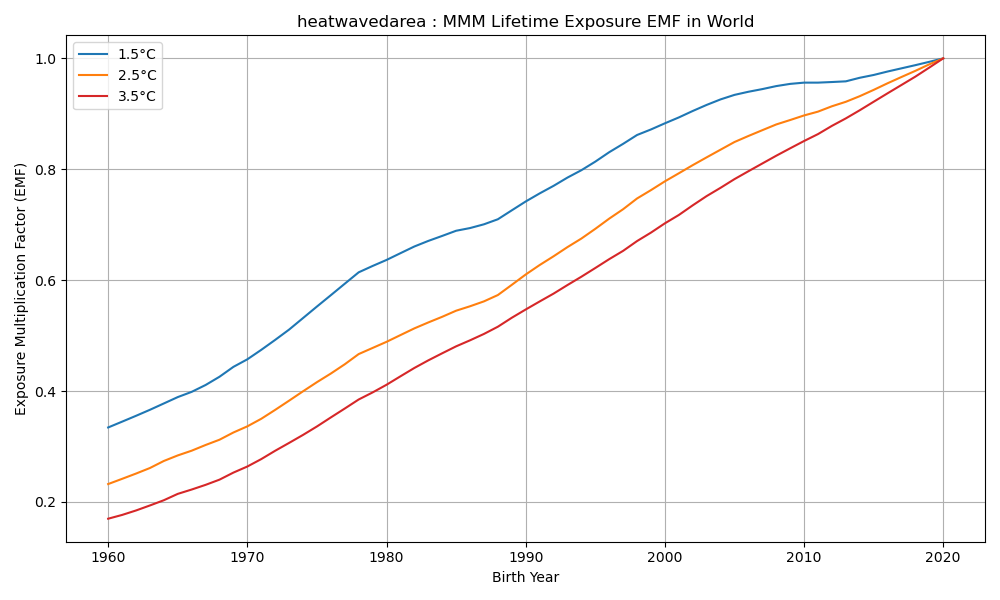 heatwavedarea : MMM Lifetime Exposure EMF in World
1.5°C
2.5°C
3.5°C
Exposure Multiplication Factor (EMF)
1.0
0.8
0.6
0.4
0.2
1960 1970 1980 1990 2000 2010 2020
Birth Year